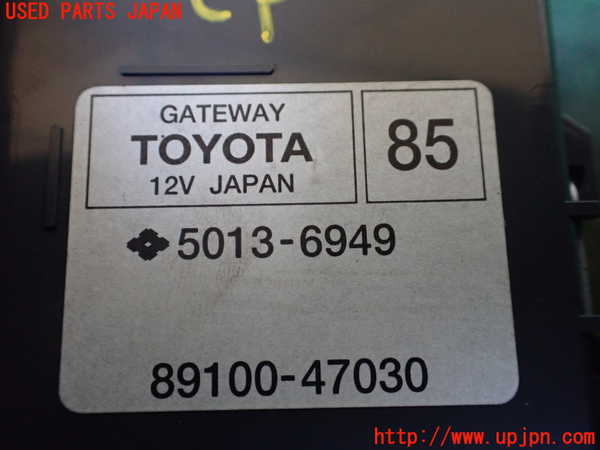 USED PARTS JAPAN
GATEWAY
TOYOTA
12V JAPAN
85
5013-6949
89100-47030
http://www.upjpn.com/